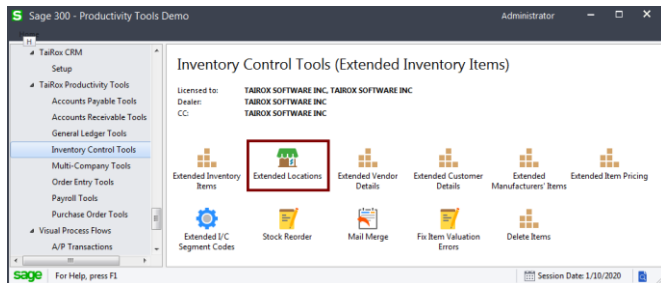 S Sage 300 - Productivity Tools Demo
Administrator
H
TaiRox CRM
Setup
TaiRox Productivity Tools
Accounts Payable Tools
Accounts Receivable Tools
General Ledger Tools
Inventory Control Tools
Multi-Company Tools
Order Entry Tools
Payroll Tools
Purchase Order Tools
Visual Process Flows
A/P Transactions
Inventory Control Tools (Extended Inventory Items)
Licensed to: TAIROX SOFTWARE INC, TAIROX SOFTWARE INC
Dealer: TAIROX SOFTWARE INC
CC: TAIROX SOFTWARE INC
Extended Inventory
Items
Extended Locations
Extended Vendor
Details
Extended Customer
Details
Extended
Manufacturers' Items
Extended Item Pricing
Extended I/C
Segment Codes
Stock Reorder
Mail Merge
Fix Item Valuation
Errors
Delete Items
sage For Help, press F1
Session Date: 1/10/2020